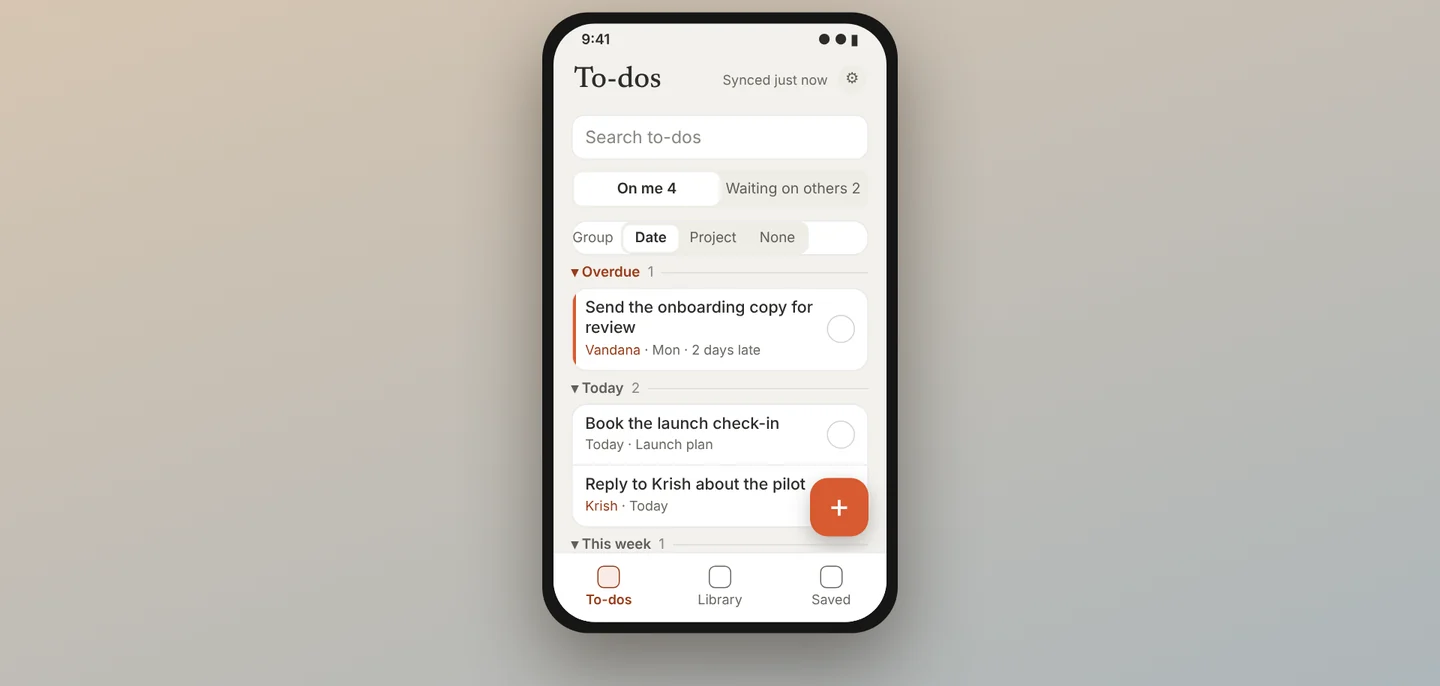 9:41
To-dos
Synced just now
Search to-dos
On me 4
Waiting on others 2
Group
Date
Project
None
Overdue 1
Send the onboarding copy for
review
Vandana · Mon · 2 days late
Today 2
Book the launch check-in
Today · Launch plan
Reply to Krish about the pilot
Krish · Today
This week 1
To-dos
Library
Saved